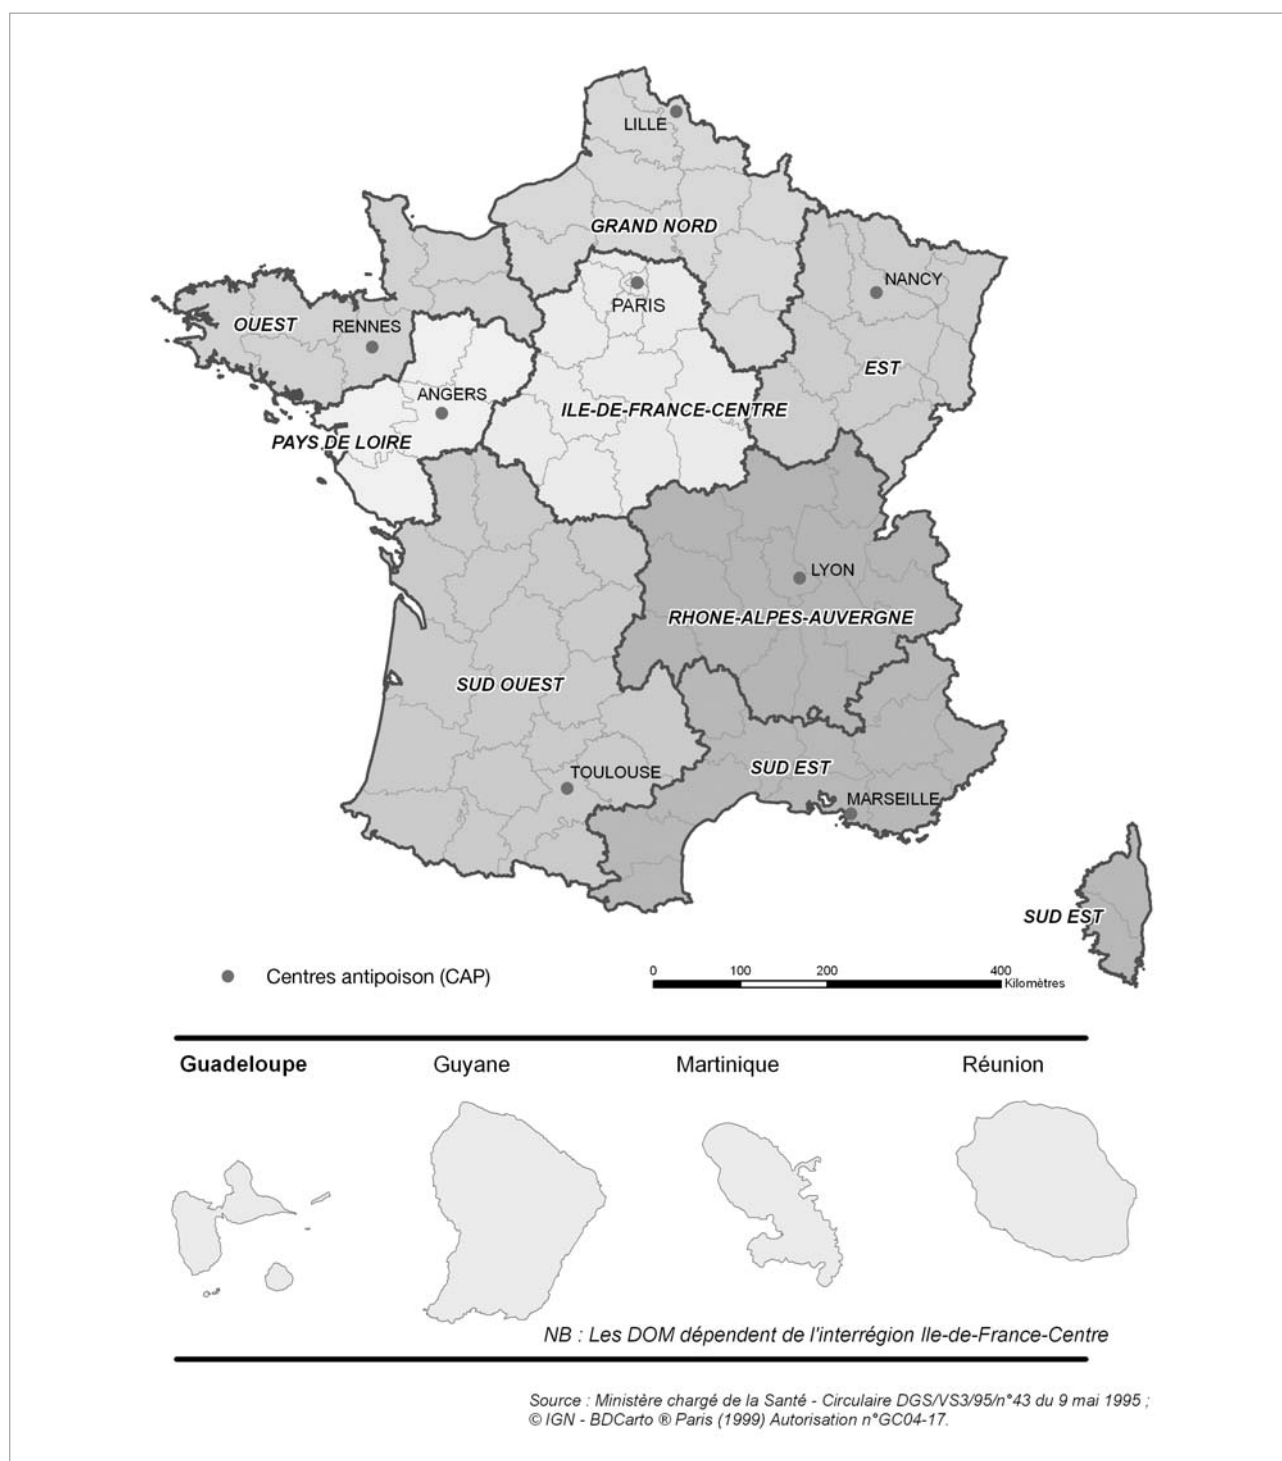 LILLE
GRAND NORD
NANCY
PARIS
OUEST
RENNES
EST
ANGERS
ILE-DE-FRANCE-CENTRE
PAYS DE LOIRE
LYON
RHONE-ALPES-AUVERGNE
SUD OUEST
TOULOUSE
SUD EST
MARSEILLE
SUD EST
Centres antipoison (CAP)
0 100 200 400
Kilomètres
Guadeloupe Guyane Martinique Réunion
NB : Les DOM dépendent de l'interrégion Ile-de-France-Centre
Source : Ministère chargé de la Santé - Circulaire DGS/VS3/95/n°43 du 9 mai 1995 ;
© IGN - BDCarto ® Paris (1999) Autorisation n°GC04-17.